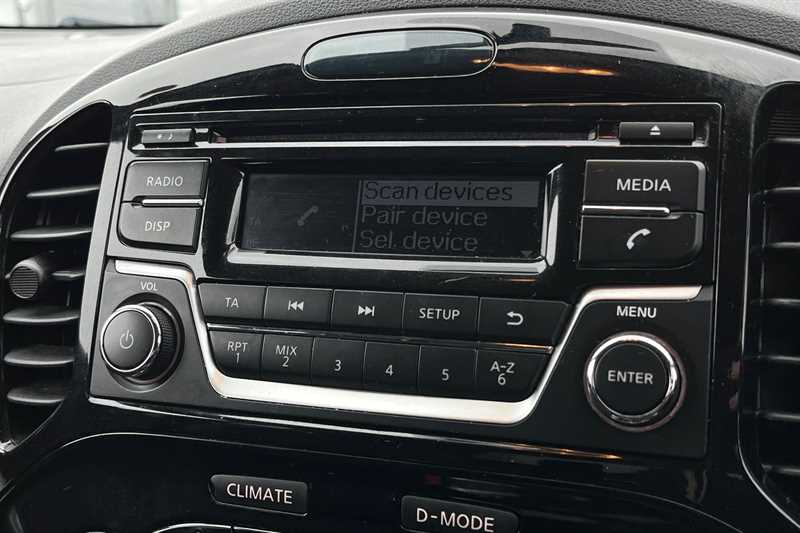 RADIO
DISP
Scan devices
Pair device
Sel. device
MEDIA
VOL
TA
SETUP
MENU
RPT
1
MIX
2
3
4
5
A-Z
6
ENTER
CLIMATE
D-MODE